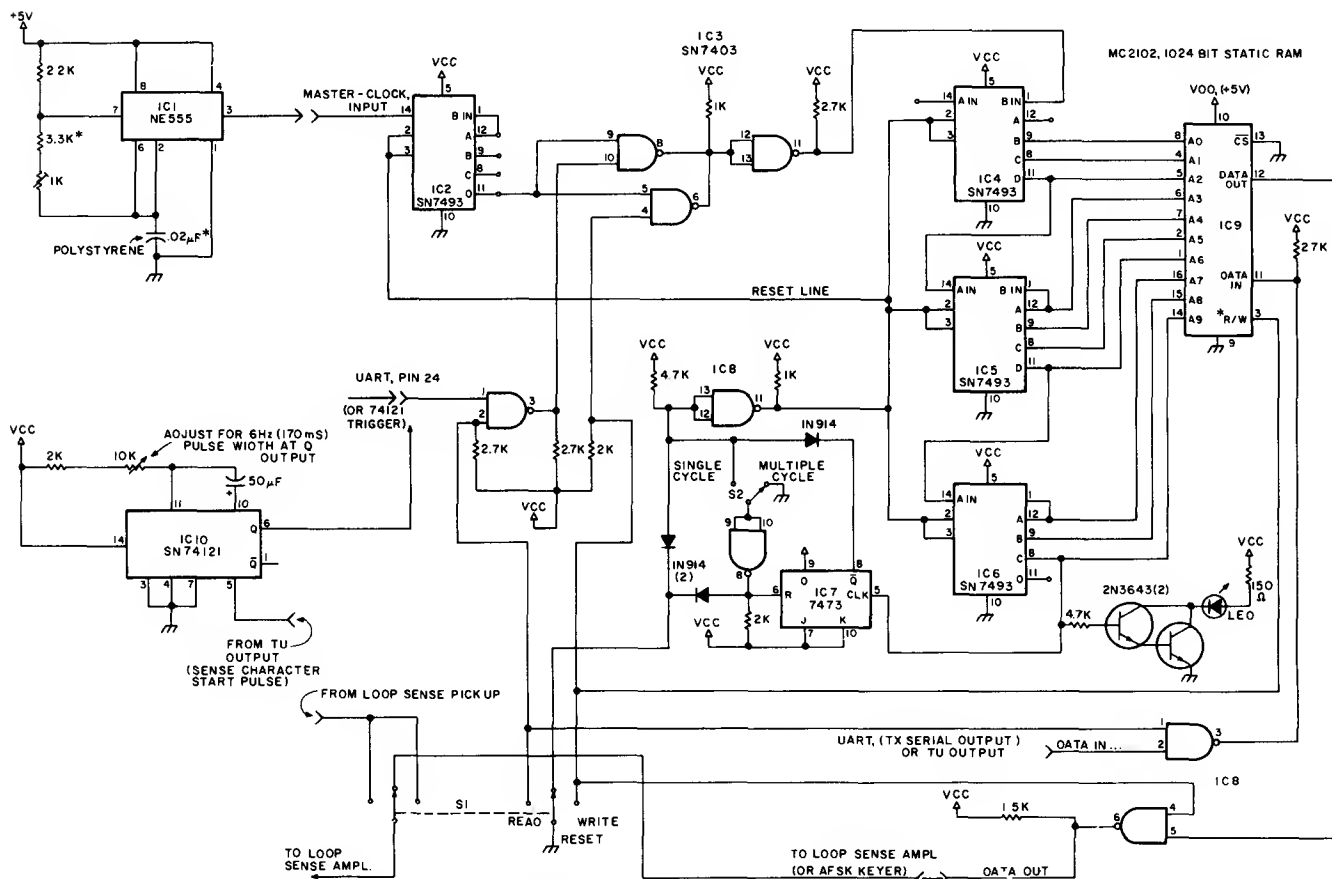 +5V
2.2K
3.3K*
1K
POLYSTYRENE
.02µF*
8
4
7
IC1
NE555
3
6
2
1
MASTER-CLOCK,
INPUT
VCC
5
14
2
3
B IN
1
A
12
B
9
C
8
D
11
IC2
SN7493
10
IC3
SN7403
VCC
1K
VCC
2.7K
9
10
8
12
13
11
5
4
6
RESET LINE
VCC
5
14
A IN
B IN
1
2
3
A
12
B
9
C
8
D
11
IC4
SN7493
10
VCC
5
14
A IN
B IN
1
2
3
A
12
B
9
C
8
D
11
IC5
SN7493
10
14
A IN
1
2
3
A
12
B
9
C
8
D
11
VCC
5
IC6
SN7493
10
MC2102, 1024 BIT STATIC RAM
VDD, (+5V)
10
8
A0
4
A1
5
A2
6
A3
7
A4
2
A5
1
A6
16
A7
15
A8
14
A9
CS
13
DATA
OUT
12
IC9
DATA
IN
11
*R/W
3
9
VCC
27K
UART, PIN 24
(OR 74121
TRIGGER)
1
2
3
2.7K
2.7K
2K
VCC
VCC
2K
10K
ADJUST FOR 6Hz (170ms)
PULSE WIDTH AT Q
OUTPUT
50µF
+
11
10
14
IC10
SN74121
Q
6
Q
1
3
4
7
5
FROM TU
OUTPUT
(SENSE CHARACTER
START PULSE)
VCC
4.7K
IC8
13
12
11
VCC
1K
1N914
SINGLE
CYCLE
MULTIPLE
CYCLE
S2
9
10
8
1N914
(2)
2K
VCC
9
8
Q
Q
6
R
IC7
7473
CLK
5
J
7
K
10
4.7K
2N3643(2)
LED
VCC
150
Ω
FROM LOOP SENSE PICKUP
S1
READ
RESET
WRITE
TO LOOP
SENSE AMPL.
UART, (TX SERIAL OUTPUT)
OR TU OUTPUT
DATA IN...
1
2
3
IC8
VCC
1.5K
6
4
5
TO LOOP SENSE AMPL
(OR AFSK KEYER)
DATA OUT